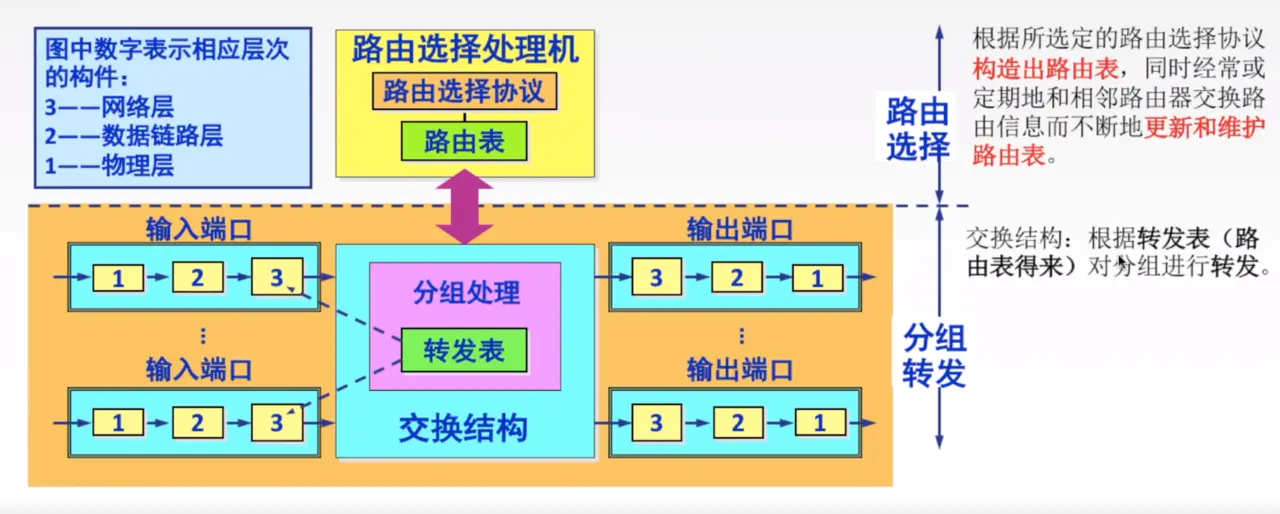 图中数字表示相应层次
的构件:
3——网络层
2——数据链路层
1——物理层
路由选择处理机
路由选择协议
路由表
路由
选择
根据所选定的路由选择协议
构造出路由表，同时经常或
定期地和相邻路由器交换路
由信息而不断地更新和维护
路由表。
输入端口
1
2
3
⋮
输入端口
1
2
3
分组处理
转发表
交换结构
输出端口
3
2
1
⋮
输出端口
3
2
1
分组
转发
交换结构：根据转发表（路
由表得来）对分组进行转发。